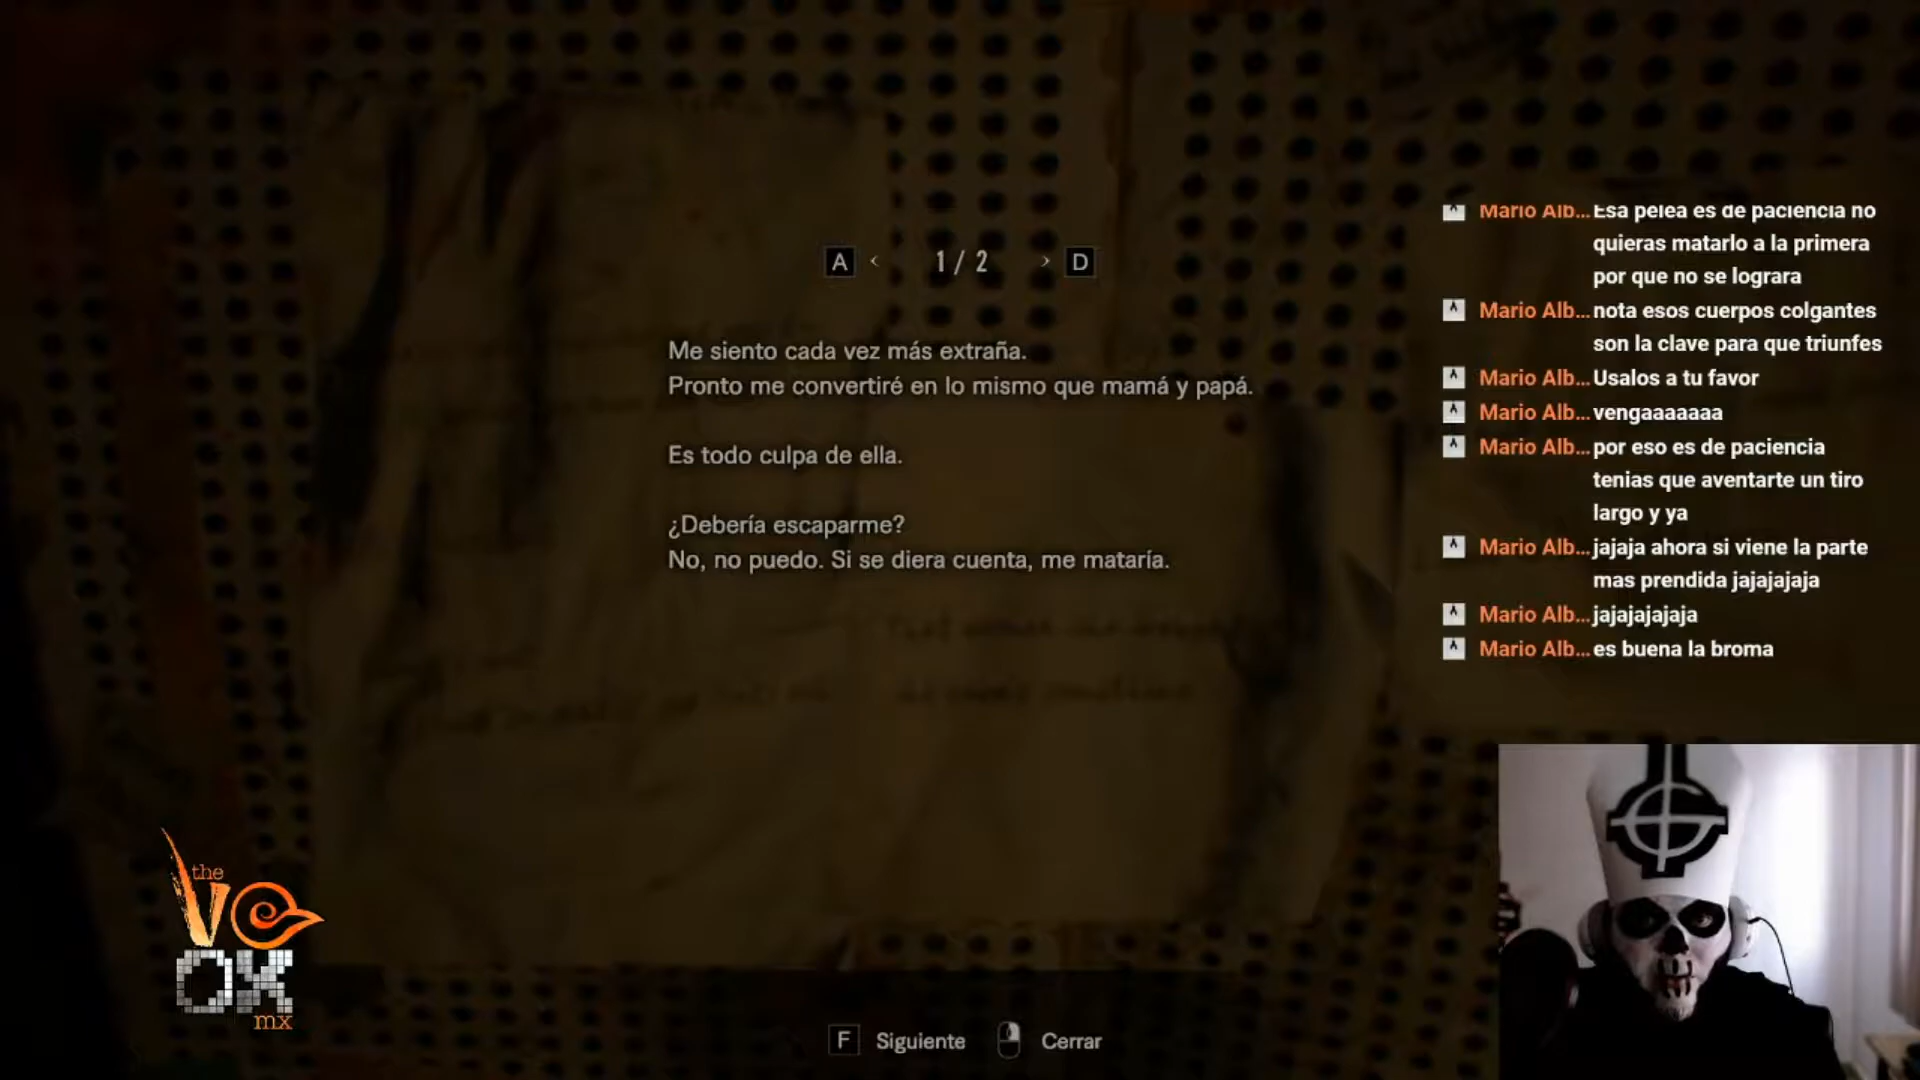 A < 1 / 2 > D
Me siento cada vez más extraña.
Pronto me convertiré en lo mismo que mamá y papá.
Es todo culpa de ella.
¿Debería escaparme?
No, no puedo. Si se diera cuenta, me mataría.
F Siguiente Cerrar
Mario Alb... Esa pelea es de paciencia no
quieras matarlo a la primera
por que no se lograra
Mario Alb... nota esos cuerpos colgantes
son la clave para que triunfes
Mario Alb... Usalos a tu favor
Mario Alb... vengaaaaaaa
Mario Alb... por eso es de paciencia
tenias que aventarte un tiro
largo y ya
Mario Alb... jajaja ahora si viene la parte
mas prendida jajajajaja
Mario Alb... jajajajajaja
Mario Alb... es buena la broma
the
VO
OX
mx